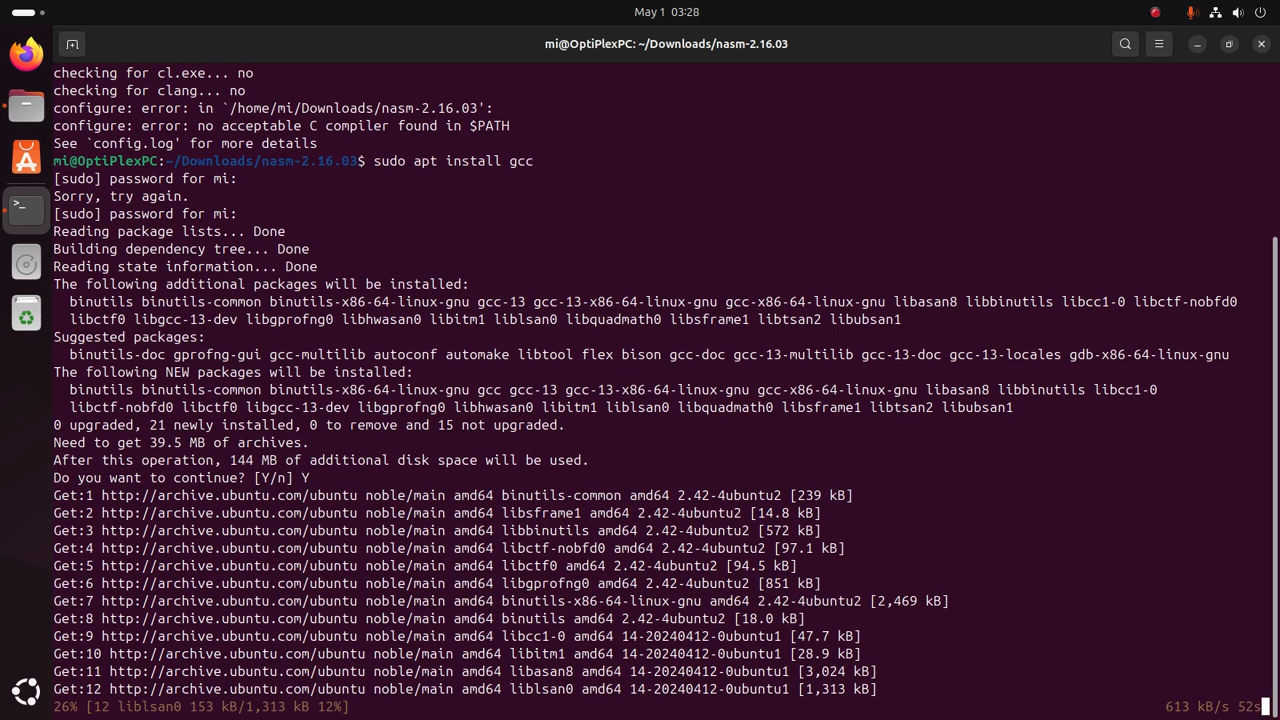 May 1 03:28
mi@OptiPlexPC: ~/Downloads/nasm-2.16.03
checking for cl.exe... no
checking for clang... no
configure: error: in `/home/mi/Downloads/nasm-2.16.03':
configure: error: no acceptable C compiler found in $PATH
See `config.log' for more details
mi@OptiPlexPC:~/Downloads/nasm-2.16.03$ sudo apt install gcc
[sudo] password for mi:
Sorry, try again.
[sudo] password for mi:
Reading package lists... Done
Building dependency tree... Done
Reading state information... Done
The following additional packages will be installed:
  binutils binutils-common binutils-x86-64-linux-gnu gcc-13 gcc-13-x86-64-linux-gnu gcc-x86-64-linux-gnu libasan8 libbinutils libcc1-0 libctf-nobfd0
  libctf0 libgcc-13-dev libgprofng0 libhwasan0 libitm1 liblsan0 libquadmath0 libsframe1 libtsan2 libubsan1
Suggested packages:
  binutils-doc gprofng-gui gcc-multilib autoconf automake libtool flex bison gcc-doc gcc-13-multilib gcc-13-doc gcc-13-locales gdb-x86-64-linux-gnu
The following NEW packages will be installed:
  binutils binutils-common binutils-x86-64-linux-gnu gcc gcc-13 gcc-13-x86-64-linux-gnu gcc-x86-64-linux-gnu libasan8 libbinutils libcc1-0
  libctf-nobfd0 libctf0 libgcc-13-dev libgprofng0 libhwasan0 libitm1 liblsan0 libquadmath0 libsframe1 libtsan2 libubsan1
0 upgraded, 21 newly installed, 0 to remove and 15 not upgraded.
Need to get 39.5 MB of archives.
After this operation, 144 MB of additional disk space will be used.
Do you want to continue? [Y/n] Y
Get:1 http://archive.ubuntu.com/ubuntu noble/main amd64 binutils-common amd64 2.42-4ubuntu2 [239 kB]
Get:2 http://archive.ubuntu.com/ubuntu noble/main amd64 libsframe1 amd64 2.42-4ubuntu2 [14.8 kB]
Get:3 http://archive.ubuntu.com/ubuntu noble/main amd64 libbinutils amd64 2.42-4ubuntu2 [572 kB]
Get:4 http://archive.ubuntu.com/ubuntu noble/main amd64 libctf-nobfd0 amd64 2.42-4ubuntu2 [97.1 kB]
Get:5 http://archive.ubuntu.com/ubuntu noble/main amd64 libctf0 amd64 2.42-4ubuntu2 [94.5 kB]
Get:6 http://archive.ubuntu.com/ubuntu noble/main amd64 libgprofng0 amd64 2.42-4ubuntu2 [851 kB]
Get:7 http://archive.ubuntu.com/ubuntu noble/main amd64 binutils-x86-64-linux-gnu amd64 2.42-4ubuntu2 [2,469 kB]
Get:8 http://archive.ubuntu.com/ubuntu noble/main amd64 binutils amd64 2.42-4ubuntu2 [18.0 kB]
Get:9 http://archive.ubuntu.com/ubuntu noble/main amd64 libcc1-0 amd64 14-20240412-0ubuntu1 [47.7 kB]
Get:10 http://archive.ubuntu.com/ubuntu noble/main amd64 libitm1 amd64 14-20240412-0ubuntu1 [28.9 kB]
Get:11 http://archive.ubuntu.com/ubuntu noble/main amd64 libasan8 amd64 14-20240412-0ubuntu1 [3,024 kB]
Get:12 http://archive.ubuntu.com/ubuntu noble/main amd64 liblsan0 amd64 14-20240412-0ubuntu1 [1,313 kB]
26% [12 liblsan0 153 kB/1,313 kB 12%] 613 kB/s 52s